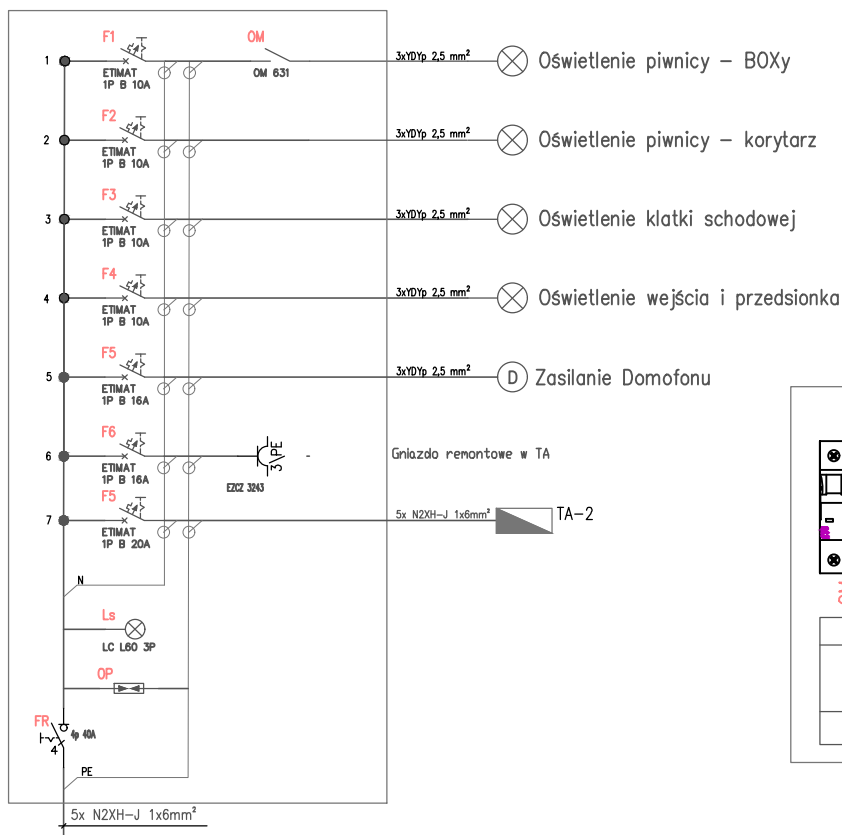 F1
OM
1
ETIMAT
1P B 10A
OM 631
3xYDYp 2,5 mm²
Oświetlenie piwnicy – BOXy
F2
2
ETIMAT
1P B 10A
3xYDYp 2,5 mm²
Oświetlenie piwnicy – korytarz
F3
3
ETIMAT
1P B 10A
3xYDYp 2,5 mm²
Oświetlenie klatki schodowej
F4
4
ETIMAT
1P B 10A
3xYDYp 2,5 mm²
Oświetlenie wejścia i przedsionka
F5
5
ETIMAT
1P B 16A
3xYDYp 2,5 mm²
D Zasilanie Domofonu
F6
6
ETIMAT
1P B 16A
3/PE
EZCZ 3243
-
Gniazdo remontowe w TA
F5
7
ETIMAT
1P B 20A
5x N2XH-J 1x6mm²
TA-2
N
Ls
LC L60 3P
OP
FR
4p 40A
4
PE
5x N2XH-J 1x6mm²